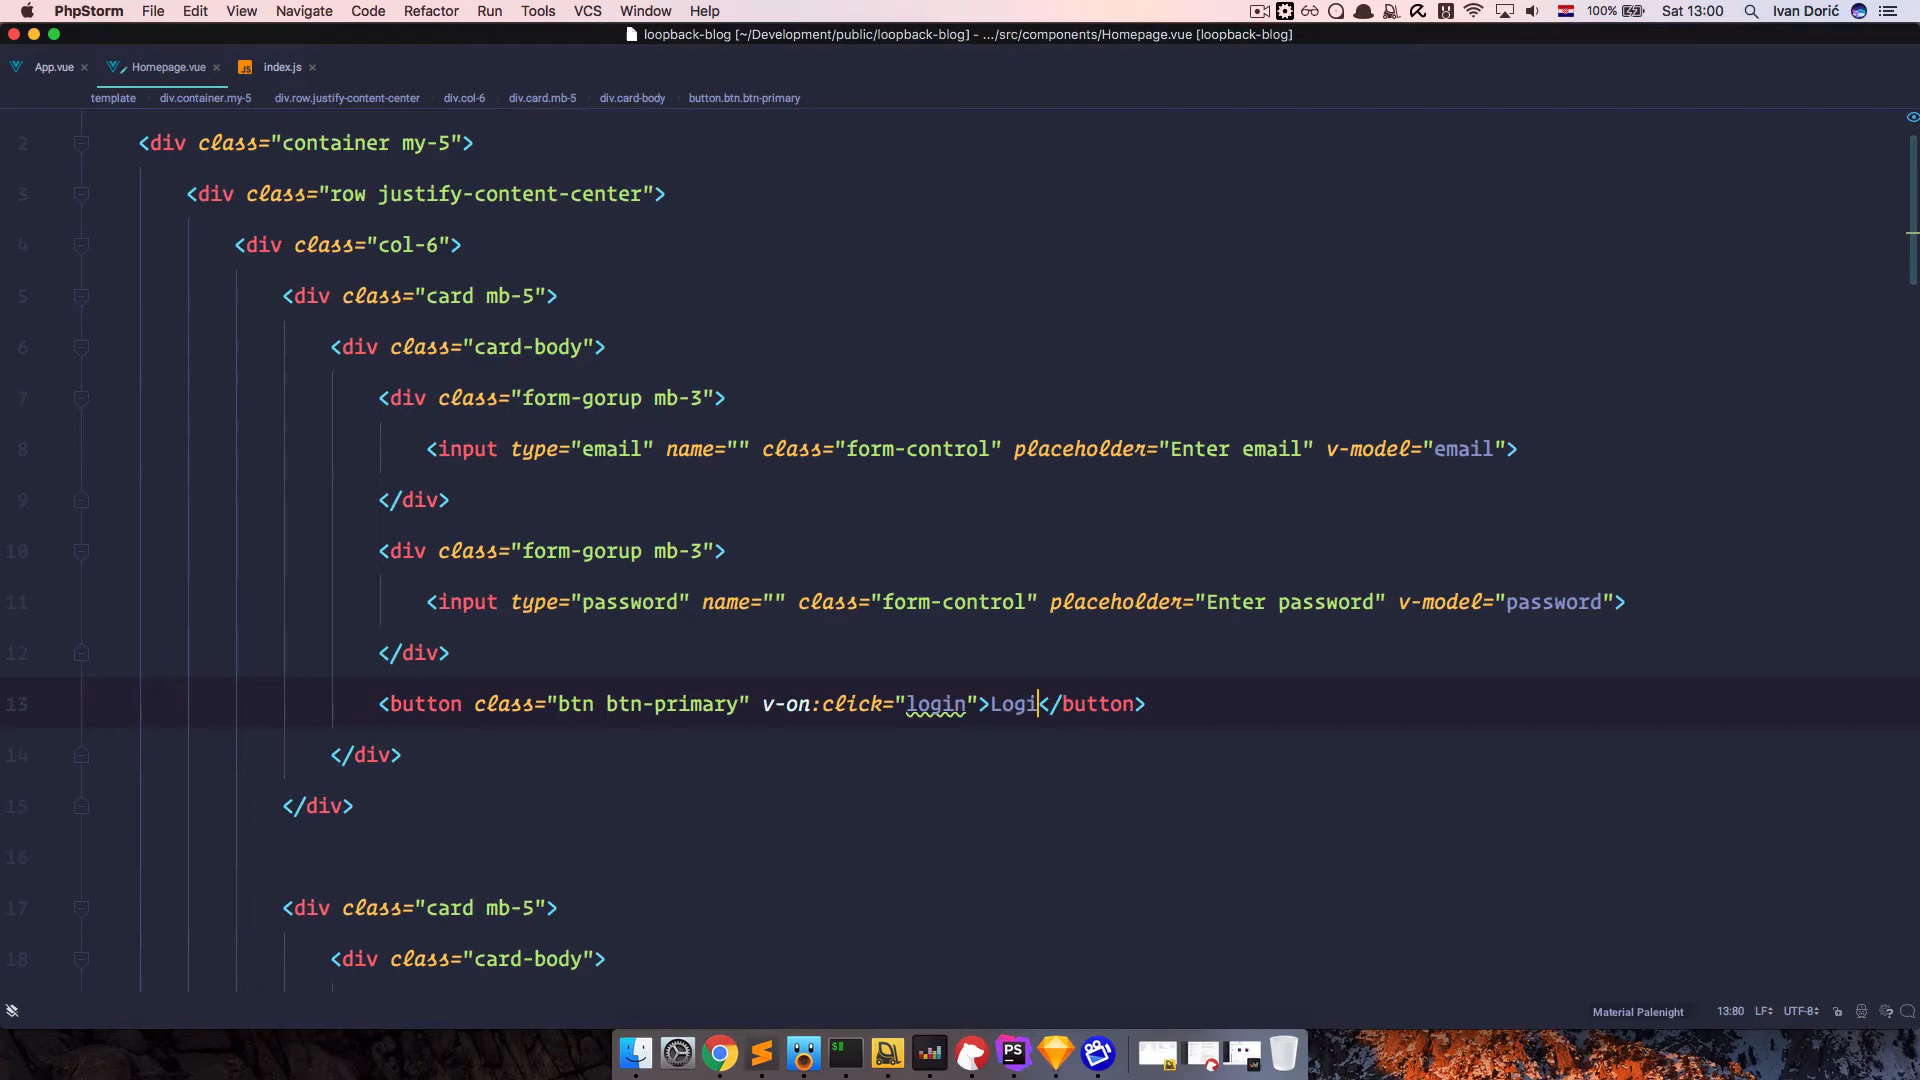 PhpStorm File Edit View Navigate Code Refactor Run Tools VCS Window Help 100% Sat 13:00 Ivan Dorić
loopback-blog [~/Development/public/loopback-blog] - .../src/components/Homepage.vue [loopback-blog]
App.vue Homepage.vue JS index.js
template div.container.my-5 div.row.justify-content-center div.col-6 div.card.mb-5 div.card-body button.btn.btn-primary
2 <div class="container my-5">
3 <div class="row justify-content-center">
4 <div class="col-6">
5 <div class="card mb-5">
6 <div class="card-body">
7 <div class="form-gorup mb-3">
8 <input type="email" name="" class="form-control" placeholder="Enter email" v-model="email">
9 </div>
10 <div class="form-gorup mb-3">
11 <input type="password" name="" class="form-control" placeholder="Enter password" v-model="password">
12 </div>
13 <button class="btn btn-primary" v-on:click="login">Logi</button>
14 </div>
15 </div>
16
17 <div class="card mb-5">
18 <div class="card-body">
Material Palenight 13:80 LF UTF-8
$ PS